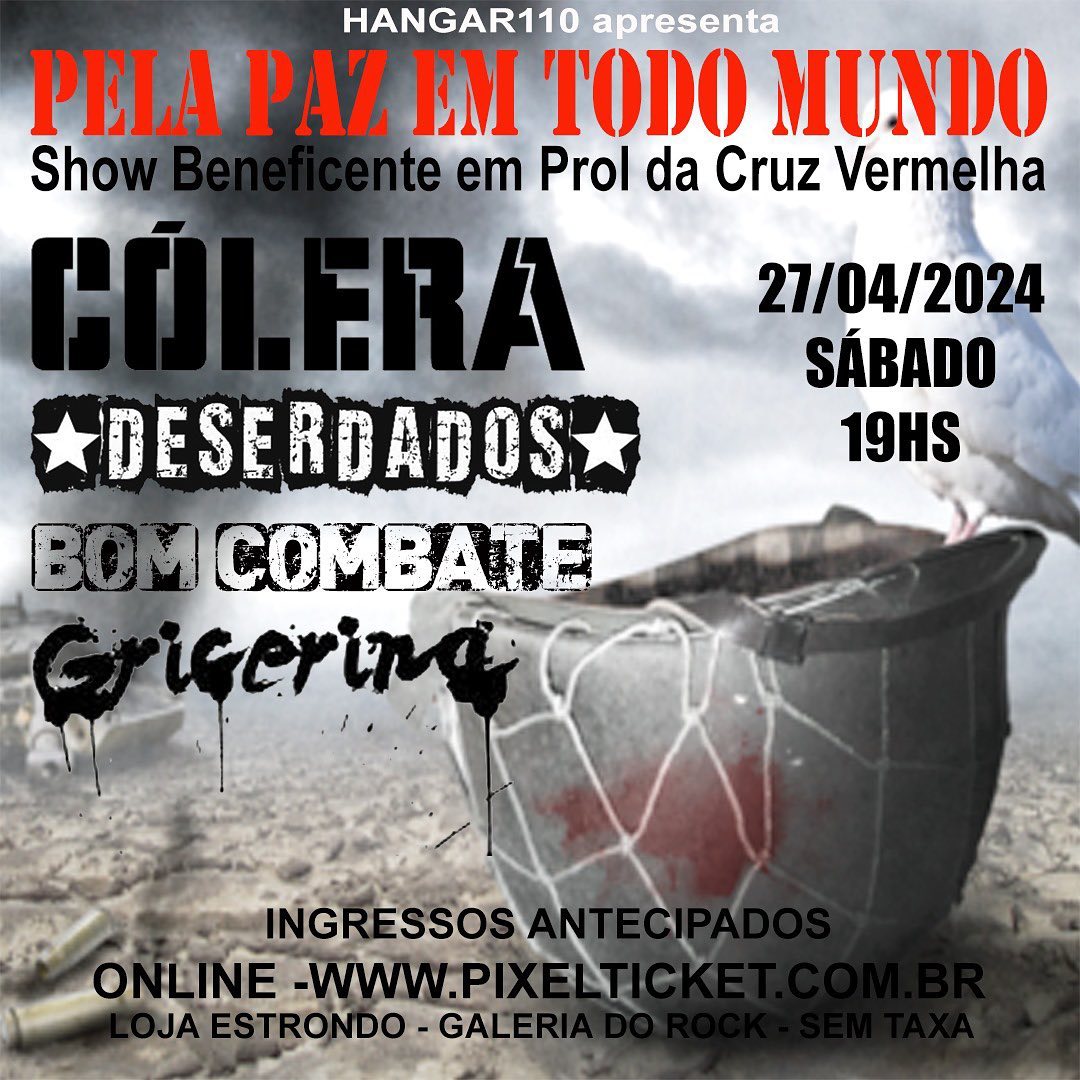 HANGAR110 apresenta
PELA PAZ EM TODO MUNDO
Show Beneficente em Prol da Cruz Vermelha
CÓLERA
27/04/2024
SÁBADO
19HS
DESERDADOS
BOM COMBATE
Gricerina
INGRESSOS ANTECIPADOS
ONLINE -WWW.PIXELTICKET.COM.BR
LOJA ESTRONDO - GALERIA DO ROCK - SEM TAXA